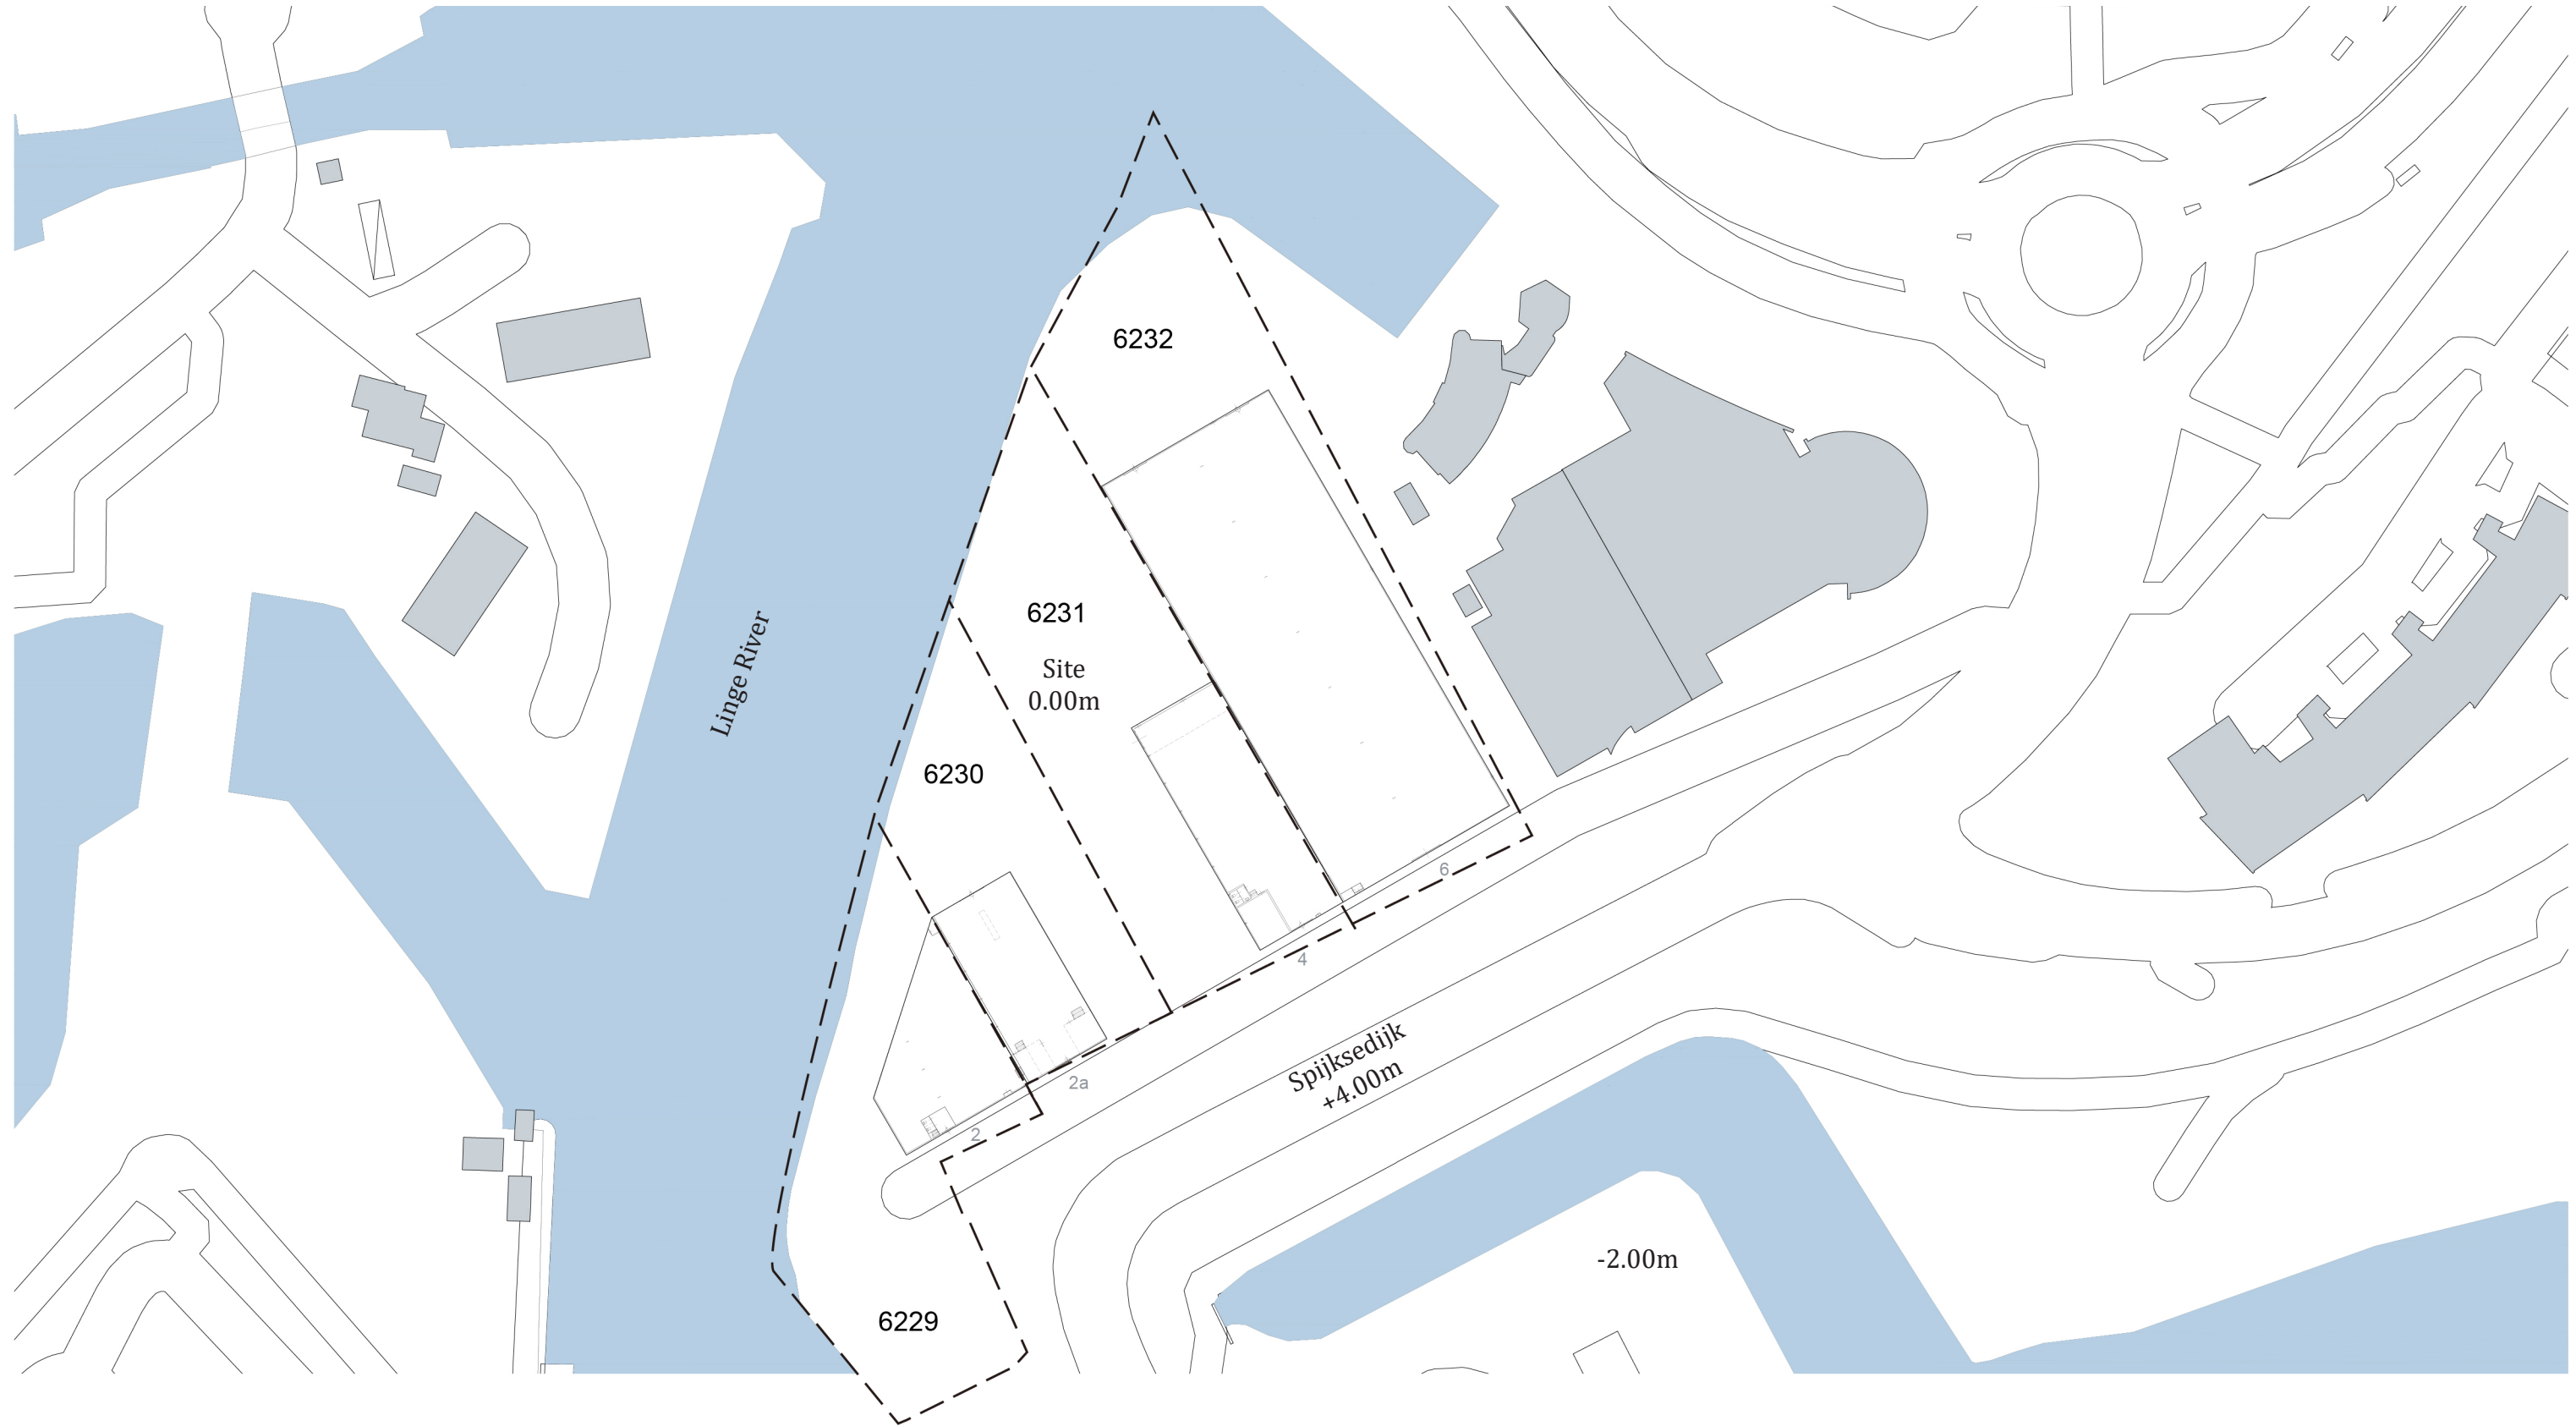 6232
6231
Site
0.00m
Linge River
6230
6
4
2a
2
Spijksedijk
+4.00m
-2.00m
6229